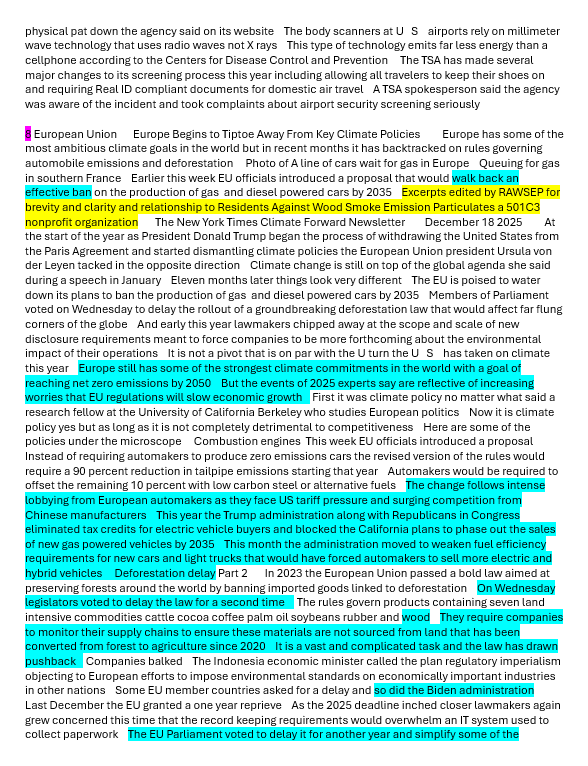 physical pat down the agency said on its website    The body scanners at U  S   airports rely on millimeter
wave technology that uses radio waves not X rays   This type of technology emits far less energy than a
cellphone according to the Centers for Disease Control and Prevention     The TSA has made several
major changes to its screening process this year including allowing all travelers to keep their shoes on
and requiring Real ID compliant documents for domestic air travel   A TSA spokesperson said the agency
was aware of the incident and took complaints about airport security screening seriously
8 European Union     Europe Begins to Tiptoe Away From Key Climate Policies       Europe has some of the
most ambitious climate goals in the world but in recent months it has backtracked on rules governing
automobile emissions and deforestation    Photo of A line of cars wait for gas in Europe   Queuing for gas
in southern France   Earlier this week EU officials introduced a proposal that would walk back an
effective ban on the production of gas  and diesel powered cars by 2035   Excerpts edited by RAWSEP for
brevity and clarity and relationship to Residents Against Wood Smoke Emission Particulates a 501C3
nonprofit organization     The New York Times Climate Forward Newsletter      December 18 2025       At
the start of the year as President Donald Trump began the process of withdrawing the United States from
the Paris Agreement and started dismantling climate policies the European Union president Ursula von
der Leyen tacked in the opposite direction   Climate change is still on top of the global agenda she said
during a speech in January   Eleven months later things look very different   The EU is poised to water
down its plans to ban the production of gas  and diesel powered cars by 2035   Members of Parliament
voted on Wednesday to delay the rollout of a groundbreaking deforestation law that would affect far flung
corners of the globe   And early this year lawmakers chipped away at the scope and scale of new
disclosure requirements meant to force companies to be more forthcoming about the environmental
impact of their operations   It is not a pivot that is on par with the U turn the U  S  has taken on climate
this year   Europe still has some of the strongest climate commitments in the world with a goal of
reaching net zero emissions by 2050   But the events of 2025 experts say are reflective of increasing
worries that EU regulations will slow economic growth   First it was climate policy no matter what said a
research fellow at the University of California Berkeley who studies European politics   Now it is climate
policy yes but as long as it is not completely detrimental to competitiveness   Here are some of the
policies under the microscope    Combustion engines  This week EU officials introduced a proposal
Instead of requiring automakers to produce zero emissions cars the revised version of the rules would
require a 90 percent reduction in tailpipe emissions starting that year   Automakers would be required to
offset the remaining 10 percent with low carbon steel or alternative fuels   The change follows intense
lobbying from European automakers as they face US tariff pressure and surging competition from
Chinese manufacturers   This year the Trump administration along with Republicans in Congress
eliminated tax credits for electric vehicle buyers and blocked the California plans to phase out the sales
of new gas powered vehicles by 2035   This month the administration moved to weaken fuel efficiency
requirements for new cars and light trucks that would have forced automakers to sell more electric and
hybrid vehicles    Deforestation delay Part 2     In 2023 the European Union passed a bold law aimed at
preserving forests around the world by banning imported goods linked to deforestation   On Wednesday
legislators voted to delay the law for a second time    The rules govern products containing seven land
intensive commodities cattle cocoa coffee palm oil soybeans rubber and wood   They require companies
to monitor their supply chains to ensure these materials are not sourced from land that has been
converted from forest to agriculture since 2020   It is a vast and complicated task and the law has drawn
pushback   Companies balked   The Indonesia economic minister called the plan regulatory imperialism
objecting to European efforts to impose environmental standards on economically important industries
in other nations   Some EU member countries asked for a delay and so did the Biden administration
Last December the EU granted a one year reprieve   As the 2025 deadline inched closer lawmakers again
grew concerned this time that the record keeping requirements would overwhelm an IT system used to
collect paperwork   The EU Parliament voted to delay it for another year and simplify some of the